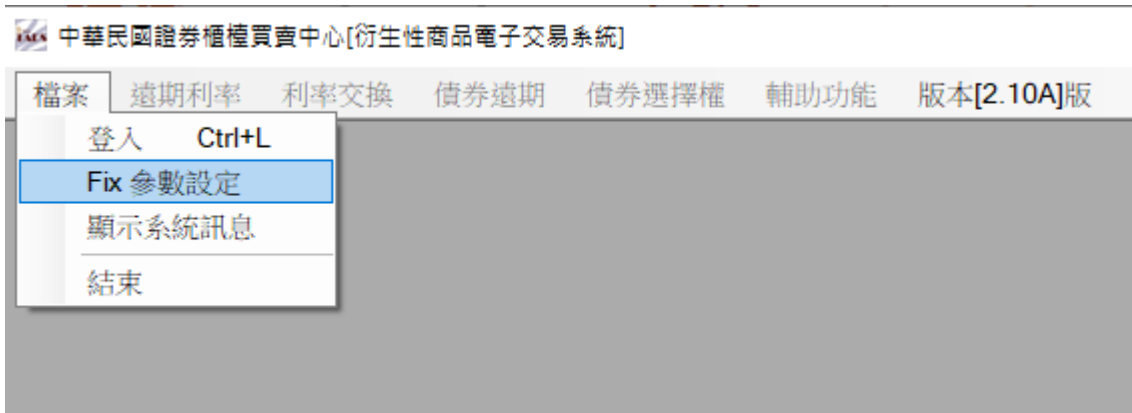 中華民國證券櫃檯買賣中心[衍生性商品電子交易系統]
檔案 遠期利率 利率交換 債券遠期 債券選擇權 輔助功能 版本[2.10A]版
登入 Ctrl+L
Fix 參數設定
顯示系統訊息
結束